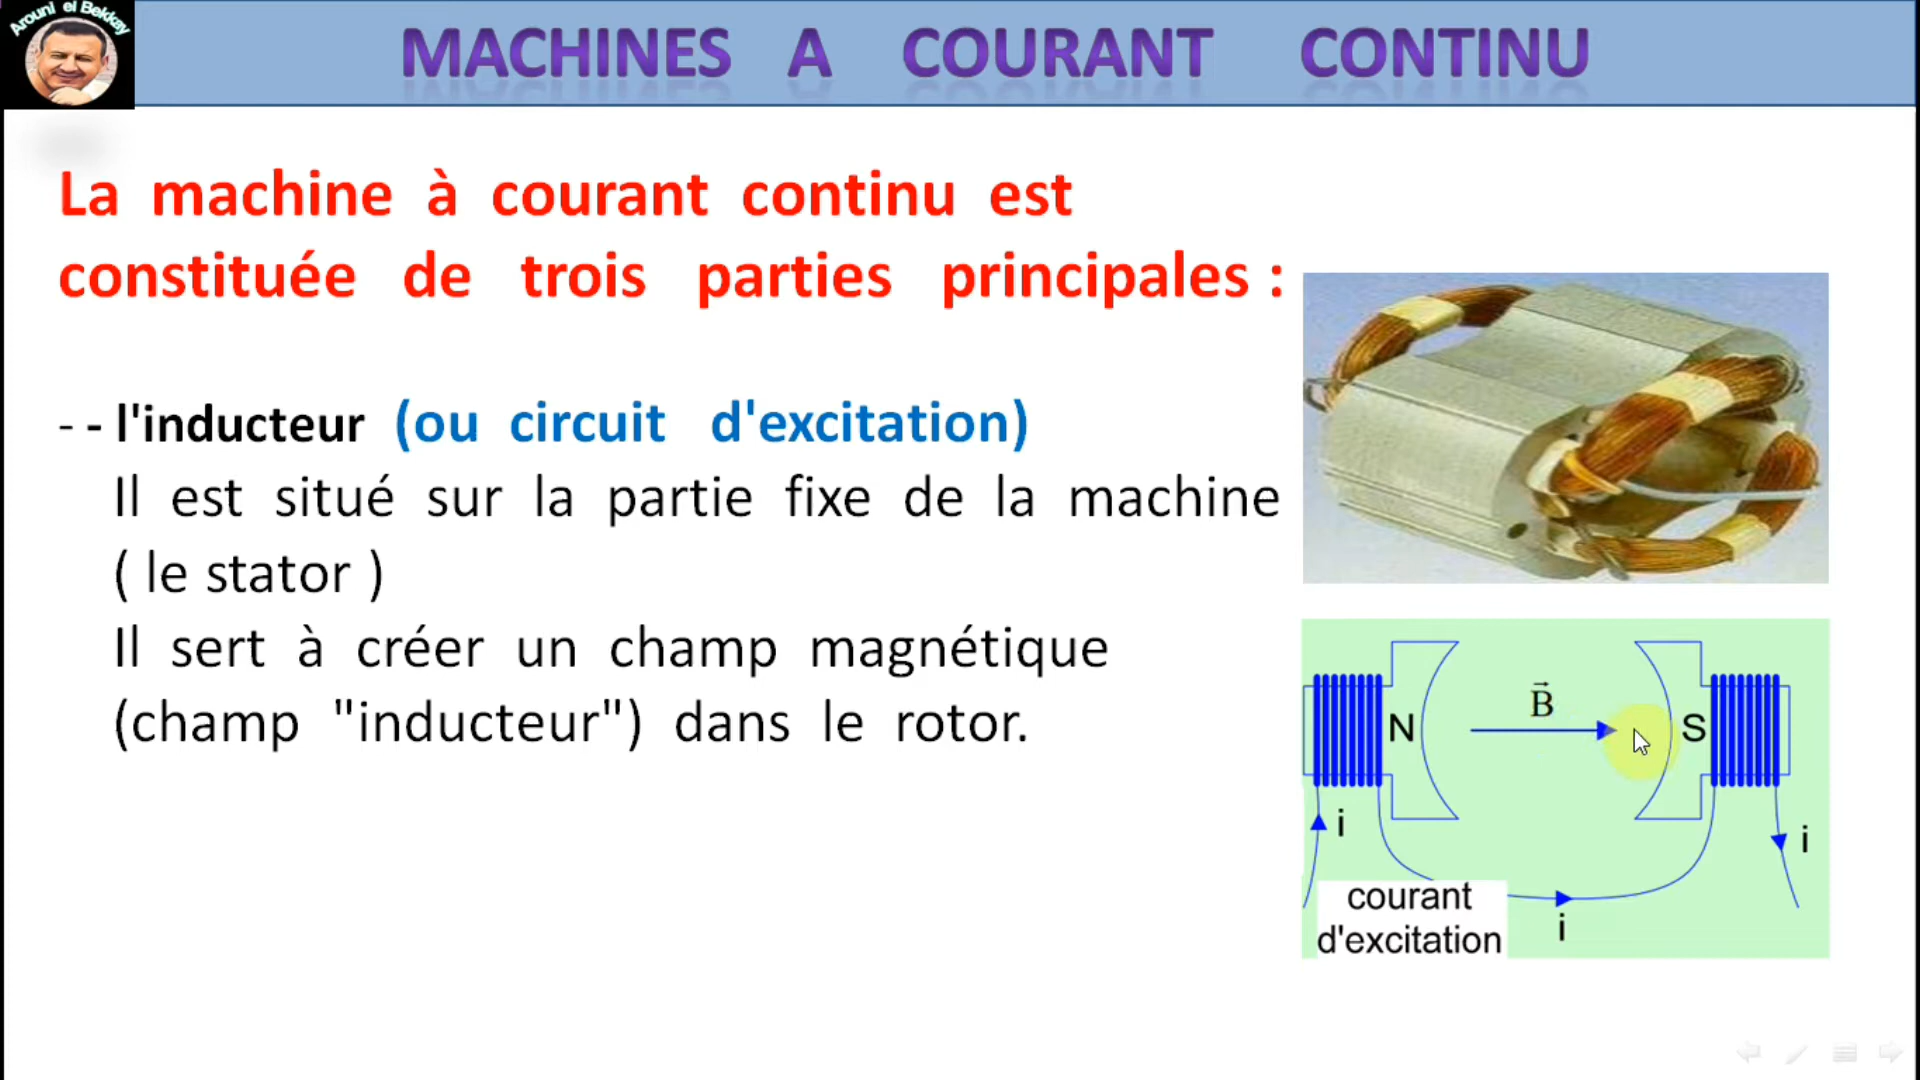 Arouni el Bekkay
MACHINES A COURANT CONTINU
La machine à courant continu est
constituée de trois parties principales :
- - l'inducteur (ou circuit d'excitation)
Il est situé sur la partie fixe de la machine
( le stator )
Il sert à créer un champ magnétique
(champ "inducteur") dans le rotor.
B
N
S
i
i
courant
d'excitation
i